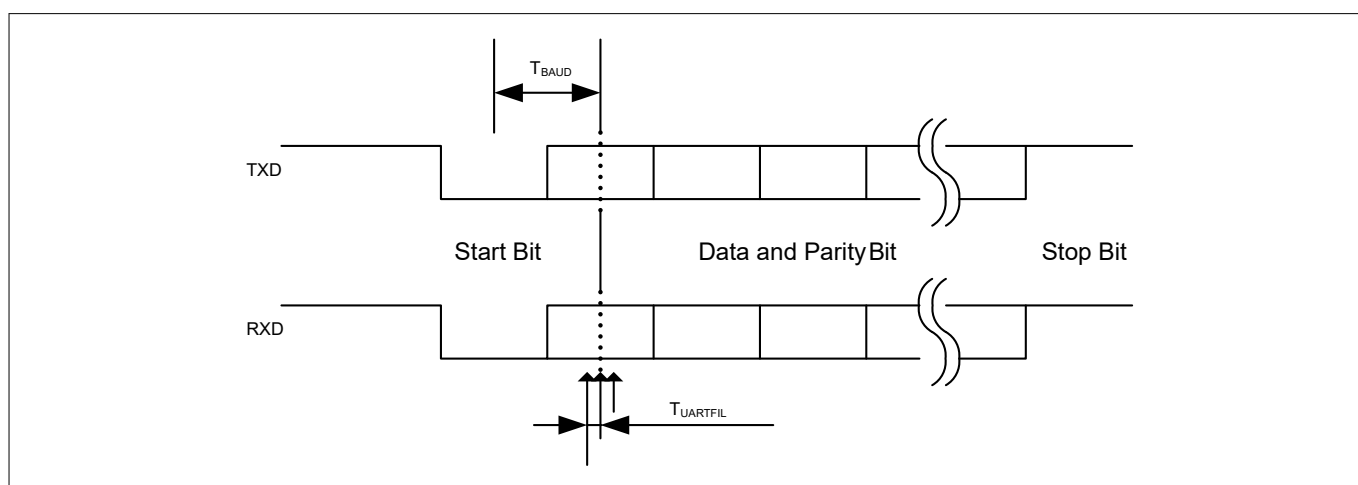 TBAUD
TXD
Start Bit Data and Parity Bit Stop Bit
RXD
TUARTFIL